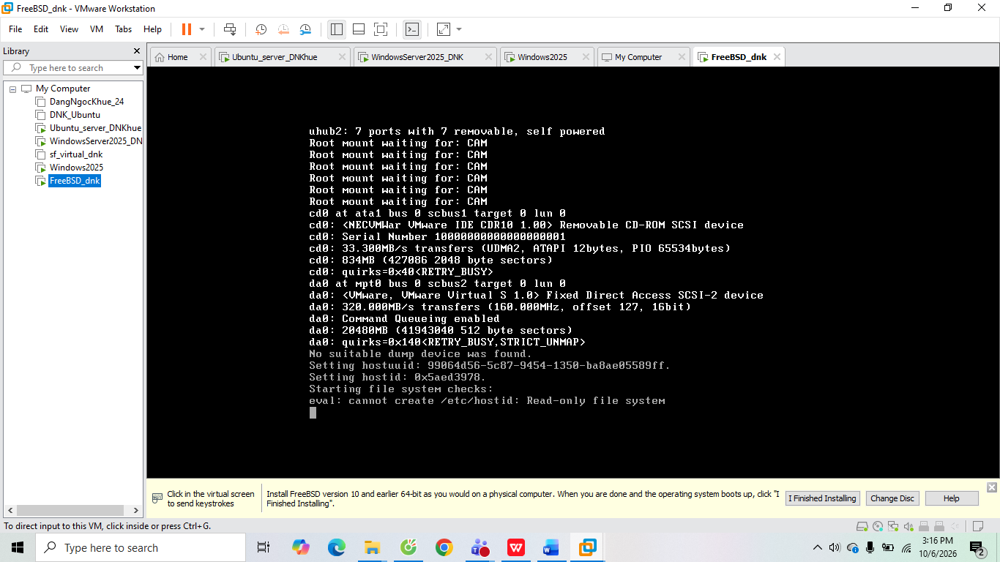 FreeBSD_dnk - VMware Workstation
File Edit View VM Tabs Help
Library
Type here to search
Home Ubuntu_server_DNKhue WindowsServer2025_DNK Windows2025 My Computer FreeBSD_dnk
My Computer
DangNgocKhue_24
DNK_Ubuntu
Ubuntu_server_DNKhue
WindowsServer2025_DN
sf_virtual_dnk
Windows2025
FreeBSD_dnk
uhub2: 7 ports with 7 removable, self powered
Root mount waiting for: CAM
Root mount waiting for: CAM
Root mount waiting for: CAM
Root mount waiting for: CAM
Root mount waiting for: CAM
Root mount waiting for: CAM
cd0 at ata1 bus 0 scbus1 target 0 lun 0
cd0: <NECVMWar VMware IDE CDR10 1.00> Removable CD-ROM SCSI device
cd0: Serial Number 10000000000000000001
cd0: 33.300MB/s transfers (UDMA2, ATAPI 12bytes, PIO 65534bytes)
cd0: 834MB (427086 2048 byte sectors)
cd0: quirks=0x40<RETRY_BUSY>
da0 at mpt0 bus 0 scbus2 target 0 lun 0
da0: <VMware, VMware Virtual S 1.0> Fixed Direct Access SCSI-2 device
da0: 320.000MB/s transfers (160.000MHz, offset 127, 16bit)
da0: Command Queueing enabled
da0: 20480MB (41943040 512 byte sectors)
da0: quirks=0x140<RETRY_BUSY,STRICT_UNMAP>
No suitable dump device was found.
Setting hostuuid: 99064d56-5c87-9454-1350-ba8ae05589ff.
Setting hostid: 0x5aed3978.
Starting file system checks:
eval: cannot create /etc/hostid: Read-only file system
Click in the virtual screen
to send keystrokes
Install FreeBSD version 10 and earlier 64-bit as you would on a physical computer. When you are done and the operating system boots up, click "I
Finished Installing".
I Finished Installing Change Disc Help
To direct input to this VM, click inside or press Ctrl+G.
Type here to search
3:16 PM
10/6/2026
2